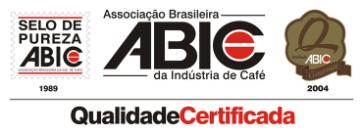 SELO DE
PUREZA
ABIC
1989
Associação Brasileira
ABIC
da Indústria de Café
ABIC
2004
QualidadeCertificada